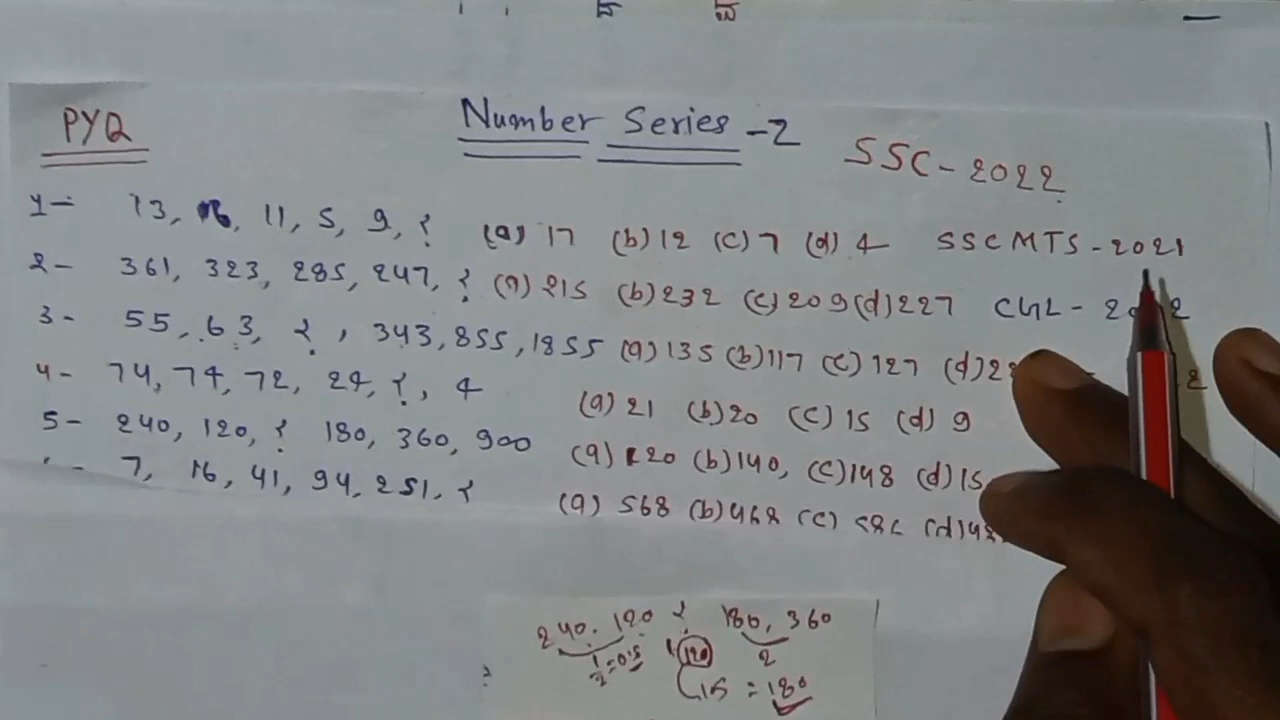 PYQ
Number Series-2
SSC-2022
1- 13, 16, 11, 5, 9, ? (a) 17 (b) 12 (c) 7 (d) 4 SSC MTS-2021
2- 361, 323, 285, 247, ? (a) 215 (b) 232 (c) 209 (d) 227 CGL-
3- 55, 63, ?, 343, 855, 1855 (a) 135 (b) 117 (c) 127
4- 74, 74, 72, 24, ?, 4 (a) 21 (b) 20 (c) 15 (d) 9
5- 240, 120, ? 180, 360, 900 (a) 120 (b) 140, (c) 148
7, 16, 41, 94, 251, ? (a) 568 (b) 468 (c)
240, 120 ? 180, 360
1/2=0.5 120 2
1.5 = 180